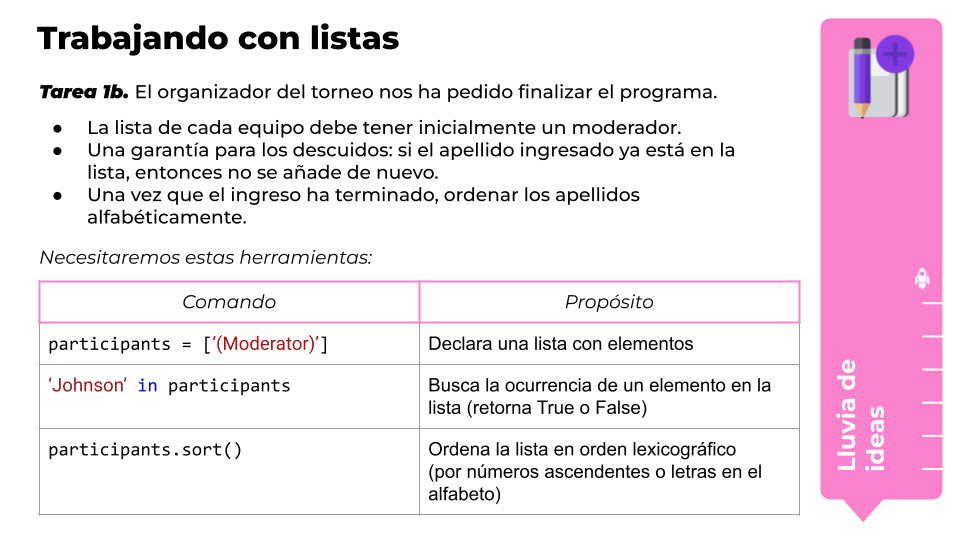 Trabajando con listas
Tarea 1b. El organizador del torneo nos ha pedido finalizar el programa.
● La lista de cada equipo debe tener inicialmente un moderador.
● Una garantía para los descuidos: si el apellido ingresado ya está en la
lista, entonces no se añade de nuevo.
● Una vez que el ingreso ha terminado, ordenar los apellidos
alfabéticamente.
Necesitaremos estas herramientas:
Comando
Propósito
participants = [‘(Moderator)’]
Declara una lista con elementos
‘Johnson’ in participants
Busca la ocurrencia de un elemento en la
lista (retorna True o False)
participants.sort()
Ordena la lista en orden lexicográfico
(por números ascendentes o letras en el
alfabeto)
Lluvia de
ideas